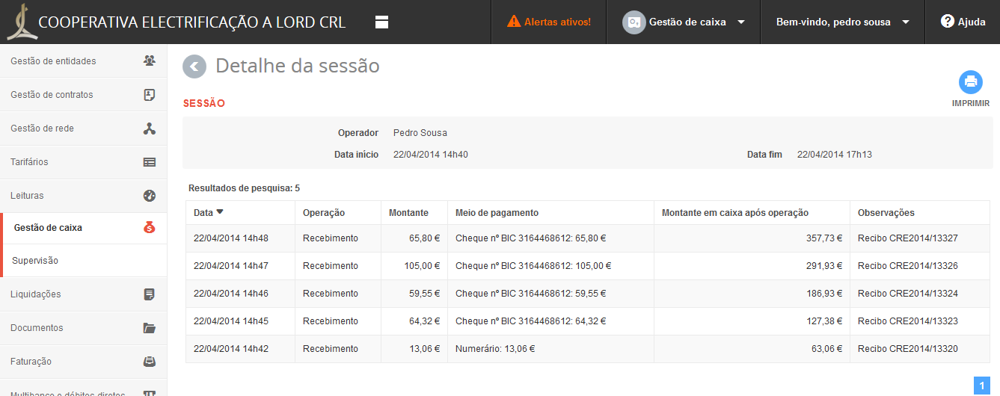 COOPERATIVA ELECTRIFICAÇÃO A LORD CRL Alertas ativos! Gestão de caixa Bem-vindo, pedro sousa ? Ajuda
Gestão de entidades
Gestão de contratos
Gestão de rede
Tarifários
Leituras
Gestão de caixa
Supervisão
Liquidações
Documentos
Faturação
Multibanco e débitos diretos
Detalhe da sessão
IMPRIMIR
SESSÃO
Operador Pedro Sousa
Data início 22/04/2014 14h40 Data fim 22/04/2014 17h13
Resultados de pesquisa: 5
Data Operação Montante Meio de pagamento Montante em caixa após operação Observações
22/04/2014 14h48 Recebimento 65,80 € Cheque nº BIC 3164468612: 65,80 € 357,73 € Recibo CRE2014/13327
22/04/2014 14h47 Recebimento 105,00 € Cheque nº BIC 3164468612: 105,00 € 291,93 € Recibo CRE2014/13326
22/04/2014 14h46 Recebimento 59,55 € Cheque nº BIC 3164468612: 59,55 € 186,93 € Recibo CRE2014/13324
22/04/2014 14h45 Recebimento 64,32 € Cheque nº BIC 3164468612: 64,32 € 127,38 € Recibo CRE2014/13323
22/04/2014 14h42 Recebimento 13,06 € Numerário: 13,06 € 63,06 € Recibo CRE2014/13320
1